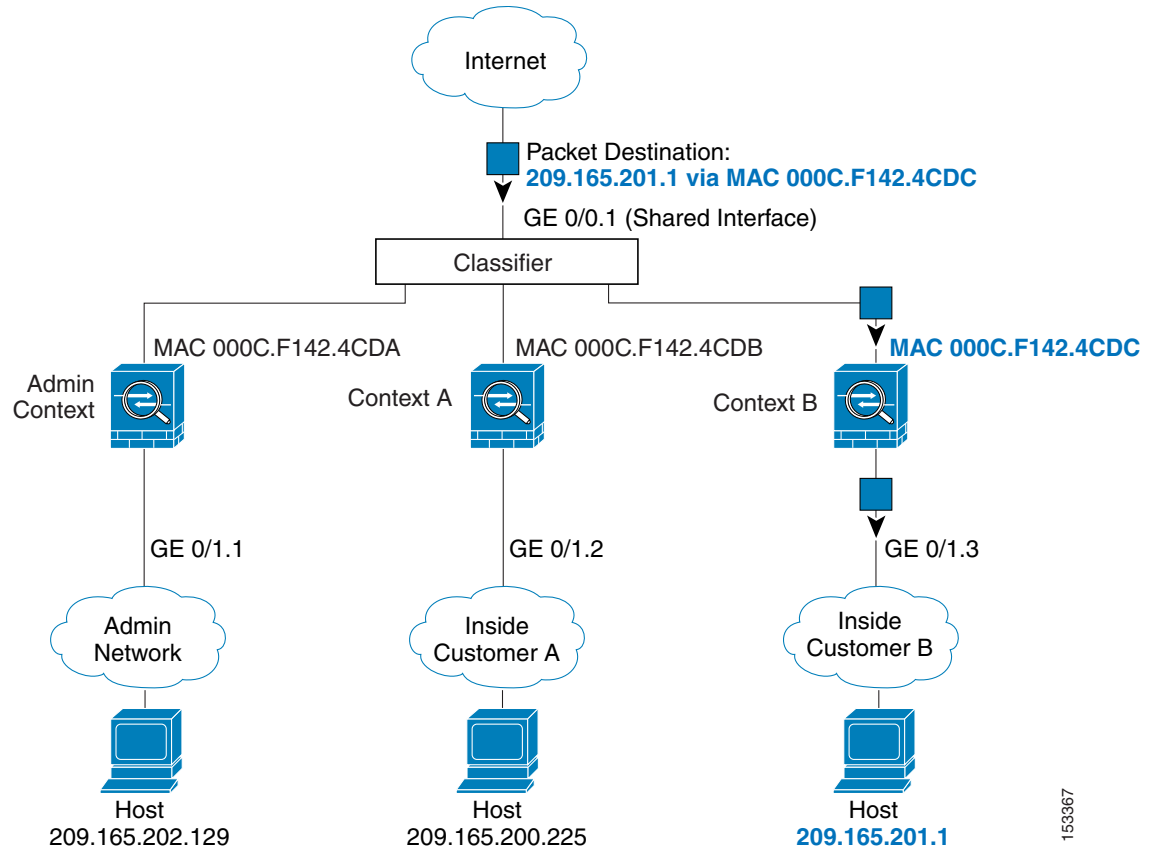 Internet
Packet Destination:
209.165.201.1 via MAC 000C.F142.4CDC
GE 0/0.1 (Shared Interface)
Classifier
MAC 000C.F142.4CDA
MAC 000C.F142.4CDB
MAC 000C.F142.4CDC
Admin
Context
Context A
Context B
GE 0/1.1
GE 0/1.2
GE 0/1.3
Admin
Network
Inside
Customer A
Inside
Customer B
Host
209.165.202.129
Host
209.165.200.225
Host
209.165.201.1
153367